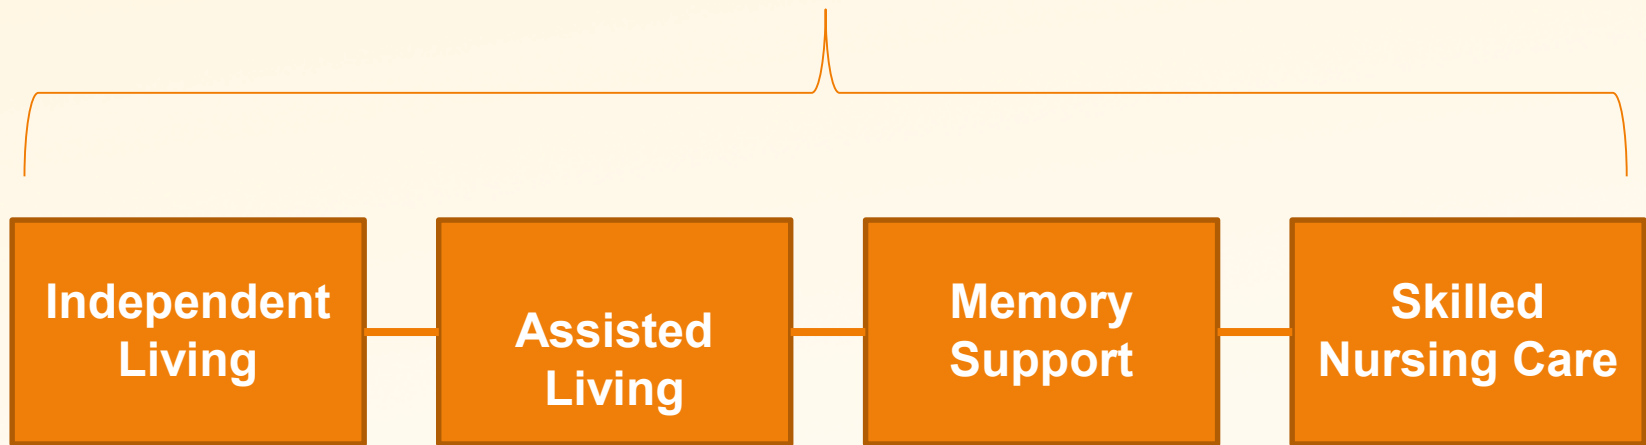 Independent
Living
Assisted
Living
Memory
Support
Skilled
Nursing Care